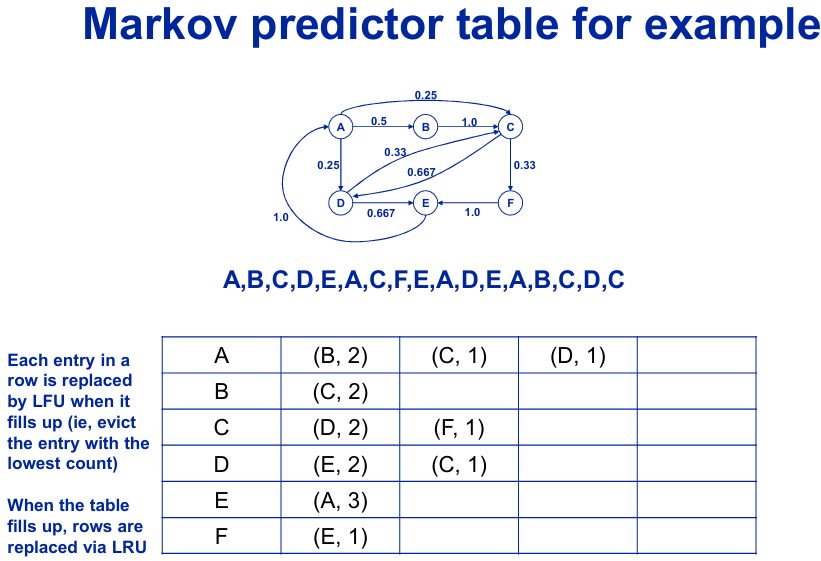 Markov predictor table for example
0.25
A
0.5
B
1.0
C
0.25
0.33
0.667
0.33
D
0.667
E
1.0
F
1.0
A,B,C,D,E,A,C,F,E,A,D,E,A,B,C,D,C
Each entry in a
row is replaced
by LFU when it
fills up (ie, evict
the entry with the
lowest count)
When the table
fills up, rows are
replaced via LRU
A (B, 2) (C, 1) (D, 1)
B (C, 2)
C (D, 2) (F, 1)
D (E, 2) (C, 1)
E (A, 3)
F (E, 1)